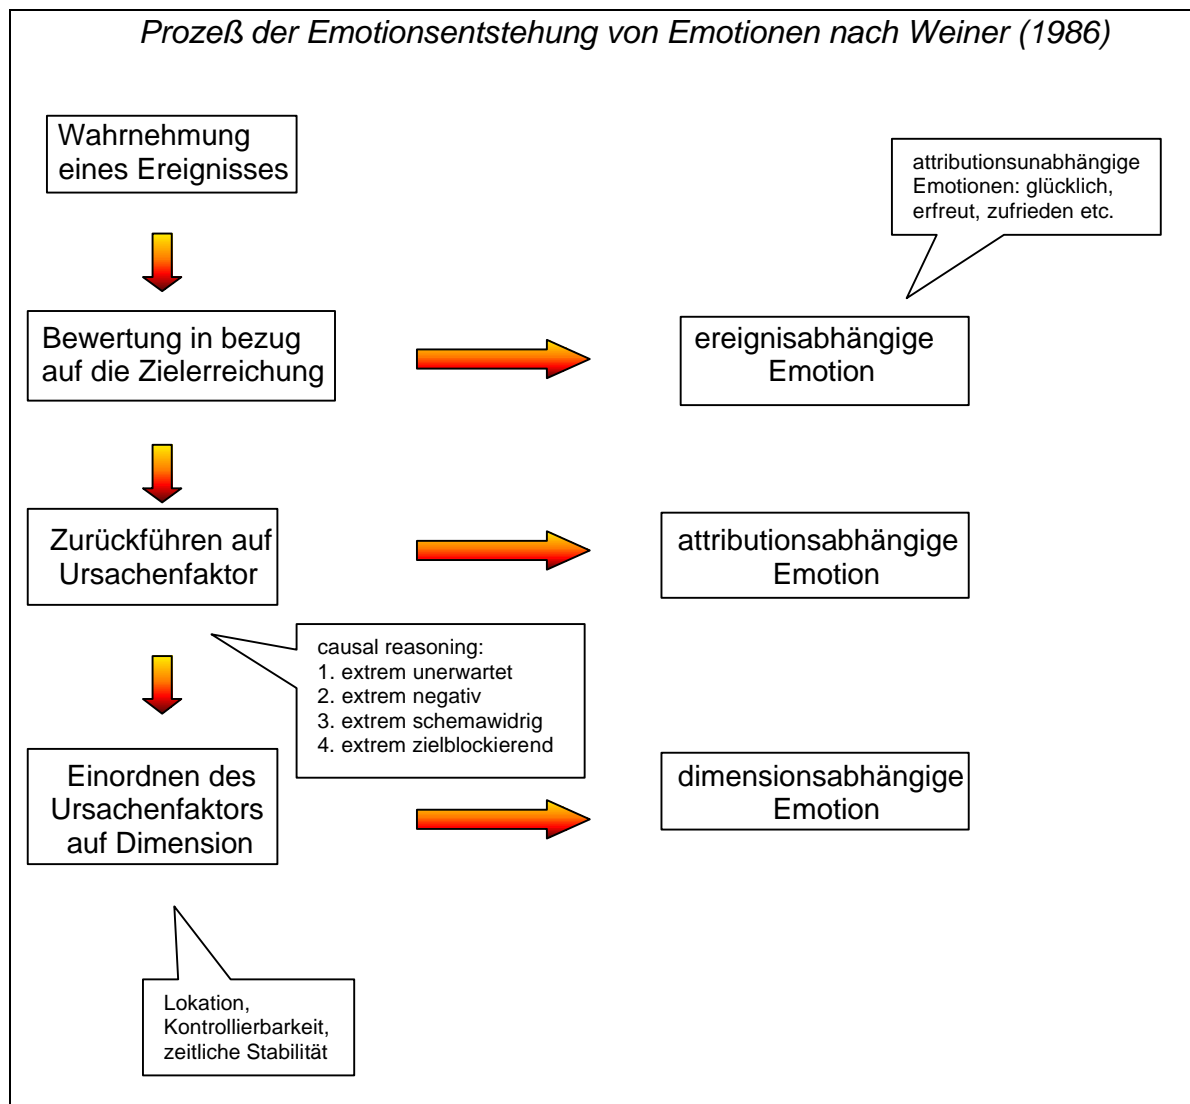 Prozeß der Emotionsentstehung von Emotionen nach Weiner (1986)
Wahrnehmung
eines Ereignisses
attributionsunabhängige
Emotionen: glücklich,
erfreut, zufrieden etc.
Bewertung in bezug
auf die Zielerreichung
ereignisabhängige
Emotion
Zurückführen auf
Ursachenfaktor
attributionsabhängige
Emotion
causal reasoning:
1. extrem unerwartet
2. extrem negativ
3. extrem schemawidrig
4. extrem zielblockierend
Einordnen des
Ursachenfaktors
auf Dimension
dimensionsabhängige
Emotion
Lokation,
Kontrollierbarkeit,
zeitliche Stabilität